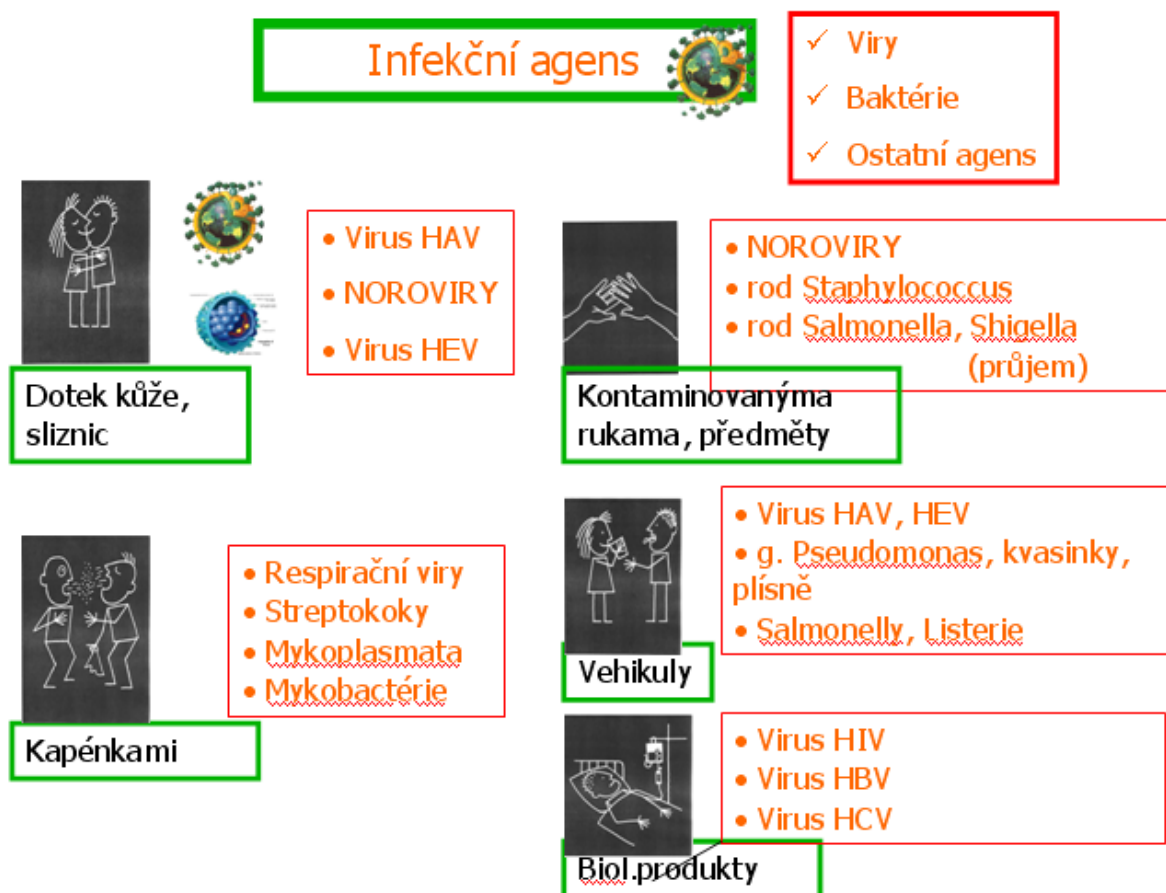 Infekční agens
✓ Viry
✓ Baktérie
✓ Ostatní agens
• Virus HAV
• NOROVIRY
• Virus HEV
Dotek kůže,
sliznic
• NOROVIRY
• rod Staphylococcus
• rod Salmonella, Shigella
(průjem)
Kontaminovanýma
rukama, předměty
• Respirační viry
• Streptokoky
• Mykoplasmata
• Mykobactérie
Kapénkami
• Virus HAV, HEV
• g. Pseudomonas, kvasinky,
plísně
• Salmonelly, Listerie
Vehikuly
• Virus HIV
• Virus HBV
• Virus HCV
Biol.produkty